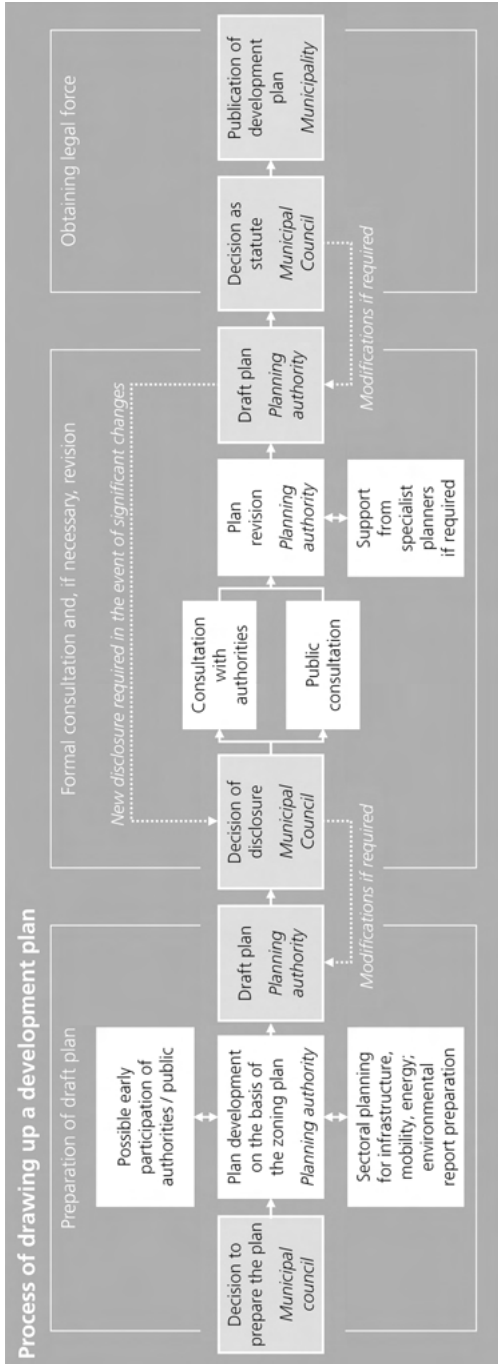 Process of drawing up a development plan
Preparation of draft plan
Decision to
prepare the plan
Municipal
council
Possible early
participation of
authorities / public
Plan development
on the basis of
the zoning plan
Planning authority
Sectoral planning
for infrastructure,
mobility, energy;
environmental
report preparation
Draft plan
Planning
authority
Modifications if required
Formal consultation and, if necessary, revision
New disclosure required in the event of significant changes
Decision of
disclosure
Municipal
Council
Consultation
with
authorities
Public
consultation
Plan
revision
Planning
authority
Support
from
specialist
planners
if required
Draft plan
Planning
authority
Modifications if required
Obtaining legal force
Decision as
statute
Municipal
Council
Publication of
development
plan
Municipality